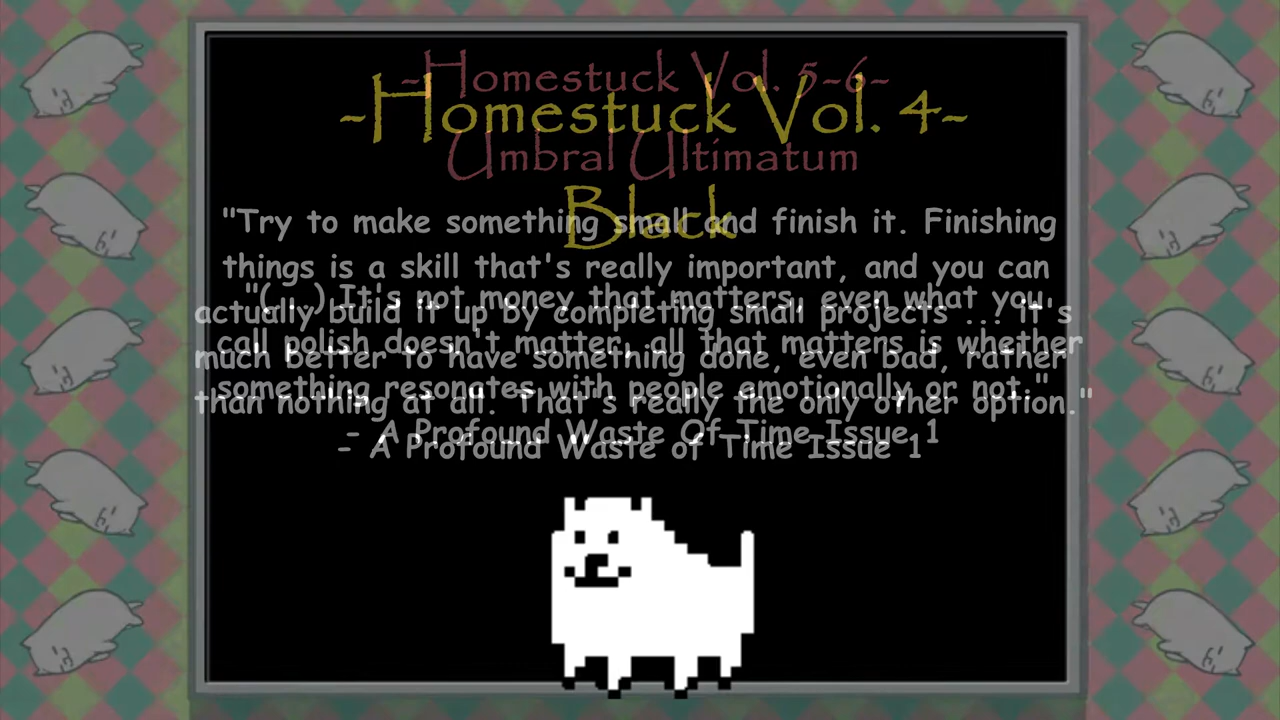 -Homestuck Vol. 5-6-
-Homestuck Vol. 4-
Umbral Ultimatum
Black
"Try to make something small and finish it. Finishing
things is a skill that's really important, and you can
actually build it up by completing small projects ... it's
much better to have something done, even bad, rather
than nothing at all. That's really the only other option."
- A Profound Waste of Time Issue 1
"(...) It's not money that matters, even what you
call polish doesn't matter, all that mattens is whether
something resonates with people emotionally or not."
- A Profound Waste Of Time Issue 1